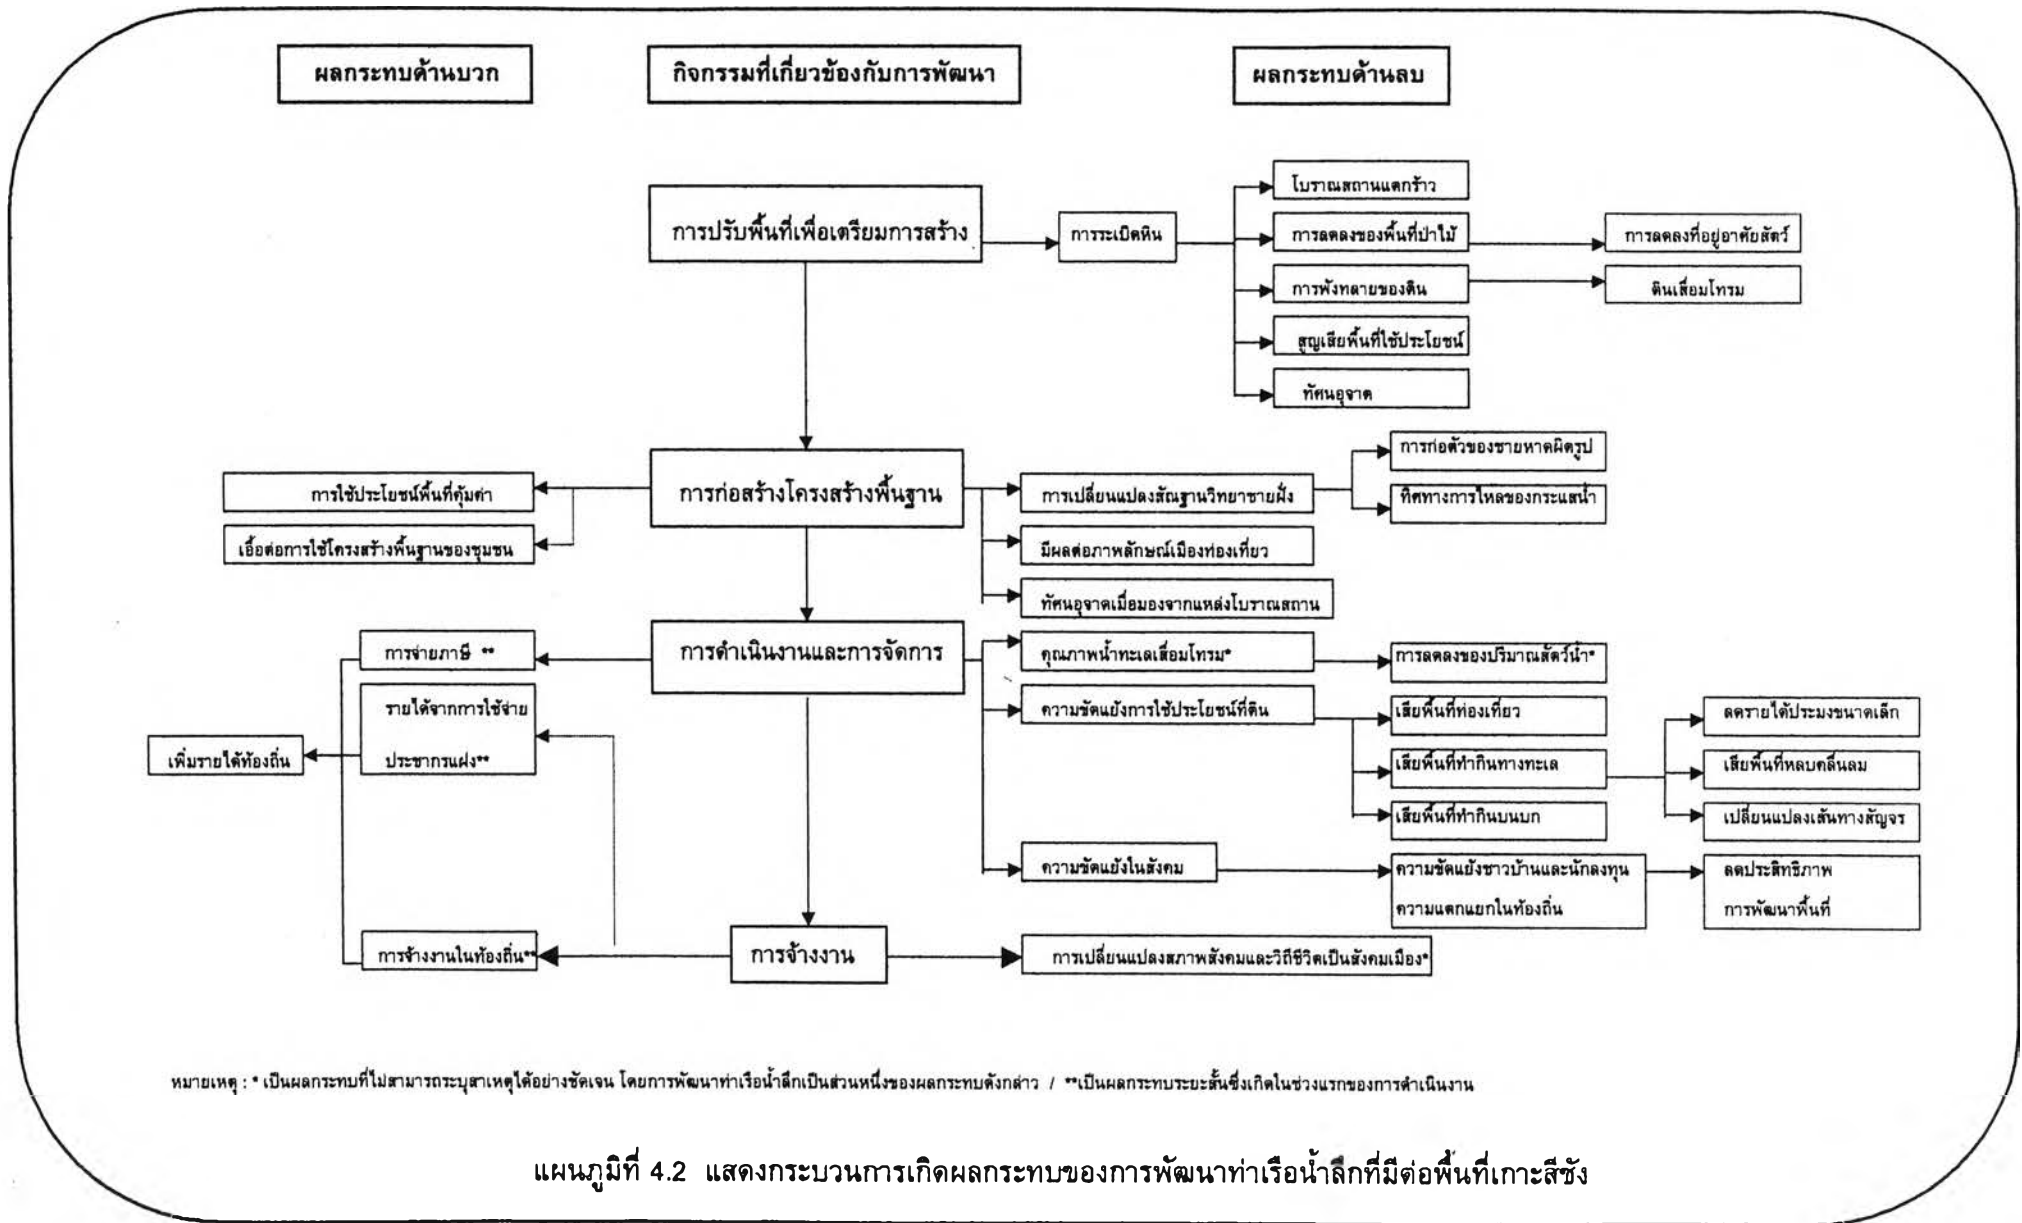 ผลกระทบด้านบวก
กิจกรรมที่เกี่ยวข้องกับการพัฒนา
ผลกระทบด้านลบ
การปรับพื้นที่เพื่อเตรียมการสร้าง
การระเบิดหิน
โบราณสถานแตกร้าว
การลดลงของพื้นที่ป่าไม้
การลดลงที่อยู่อาศัยสัตว์
การพังทลายของดิน
ดินเสื่อมโทรม
สูญเสียพื้นที่ใช้ประโยชน์
ทัศนอุจาด
การก่อสร้างโครงสร้างพื้นฐาน
การใช้ประโยชน์พื้นที่คุ้มค่า
เอื้อต่อการใช้โครงสร้างพื้นฐานของชุมชน
การเปลี่ยนแปลงสัณฐานวิทยาชายฝั่ง
การก่อตัวของชายหาดผิดรูป
ทิศทางการไหลของกระแสน้ำ
มีผลต่อภาพลักษณ์เมืองท่องเที่ยว
ทัศนอุจาดเมื่อมองจากแหล่งโบราณสถาน
การดำเนินงานและการจัดการ
การจ่ายภาษี **
รายได้จากการใช้จ่าย
ประชากรแฝง**
เพิ่มรายได้ท้องถิ่น
คุณภาพน้ำทะเลเสื่อมโทรม*
การลดลงของปริมาณสัตว์น้ำ*
ความขัดแย้งการใช้ประโยชน์ที่ดิน
เสียพื้นที่ท่องเที่ยว
เสียพื้นที่ทำกินทางทะเล
เสียพื้นที่ทำกินบนบก
ลดรายได้ประมงขนาดเล็ก
เสียพื้นที่หลบคลื่นลม
เปลี่ยนแปลงเส้นทางสัญจร
ความขัดแย้งในสังคม
ความขัดแย้งชาวบ้านและนักลงทุน
ความแตกแยกในท้องถิ่น
ลดประสิทธิภาพ
การพัฒนาพื้นที่
การจ้างงานในท้องถิ่น**
การจ้างงาน
การเปลี่ยนแปลงสภาพสังคมและวิถีชีวิตเป็นสังคมเมือง*
หมายเหตุ : * เป็นผลกระทบที่ไม่สามารถระบุสาเหตุได้อย่างชัดเจน โดยการพัฒนาท่าเรือน้ำลึกเป็นส่วนหนึ่งของผลกระทบดังกล่าว / **เป็นผลกระทบระยะสั้นซึ่งเกิดในช่วงแรกของการดำเนินงาน
แผนภูมิที่ 4.2 แสดงกระบวนการเกิดผลกระทบของการพัฒนาท่าเรือน้ำลึกที่มีต่อพื้นที่เกาะสีชัง